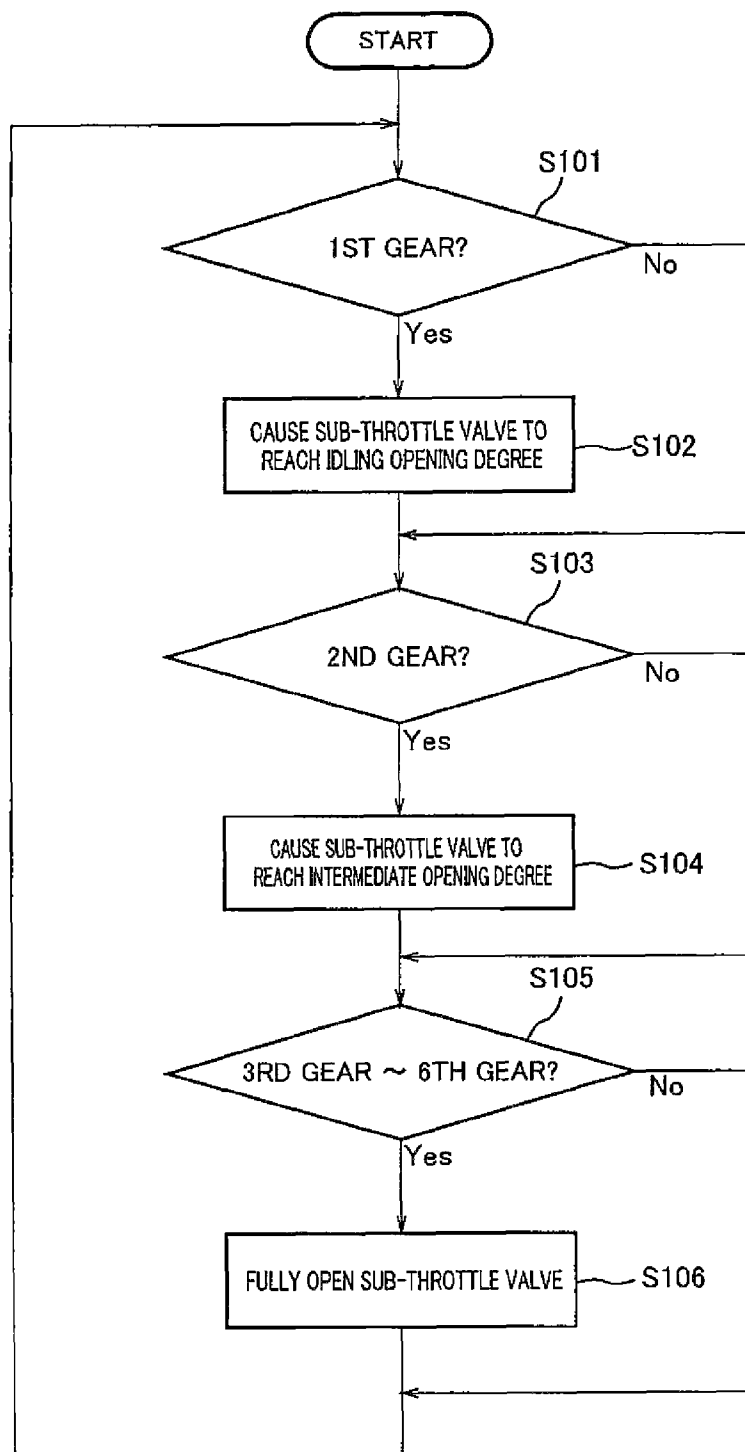 START
S101
1ST GEAR?
No
Yes
CAUSE SUB-THROTTLE VALVE TO
REACH IDLING OPENING DEGREE
S102
S103
2ND GEAR?
No
Yes
CAUSE SUB-THROTTLE VALVE TO
REACH INTERMEDIATE OPENING DEGREE
S104
S105
3RD GEAR ～ 6TH GEAR?
No
Yes
FULLY OPEN SUB-THROTTLE VALVE
S106